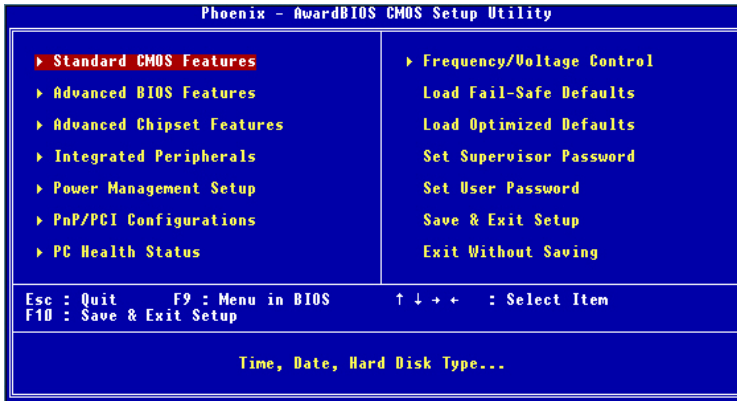 Phoenix - AwardBIOS CMOS Setup Utility
▸ Standard CMOS Features
▸ Advanced BIOS Features
▸ Advanced Chipset Features
▸ Integrated Peripherals
▸ Power Management Setup
▸ PnP/PCI Configurations
▸ PC Health Status
▸ Frequency/Voltage Control
Load Fail-Safe Defaults
Load Optimized Defaults
Set Supervisor Password
Set User Password
Save & Exit Setup
Exit Without Saving
Esc : Quit F9 : Menu in BIOS ↑ ↓ → ← : Select Item
F10 : Save & Exit Setup
Time, Date, Hard Disk Type...